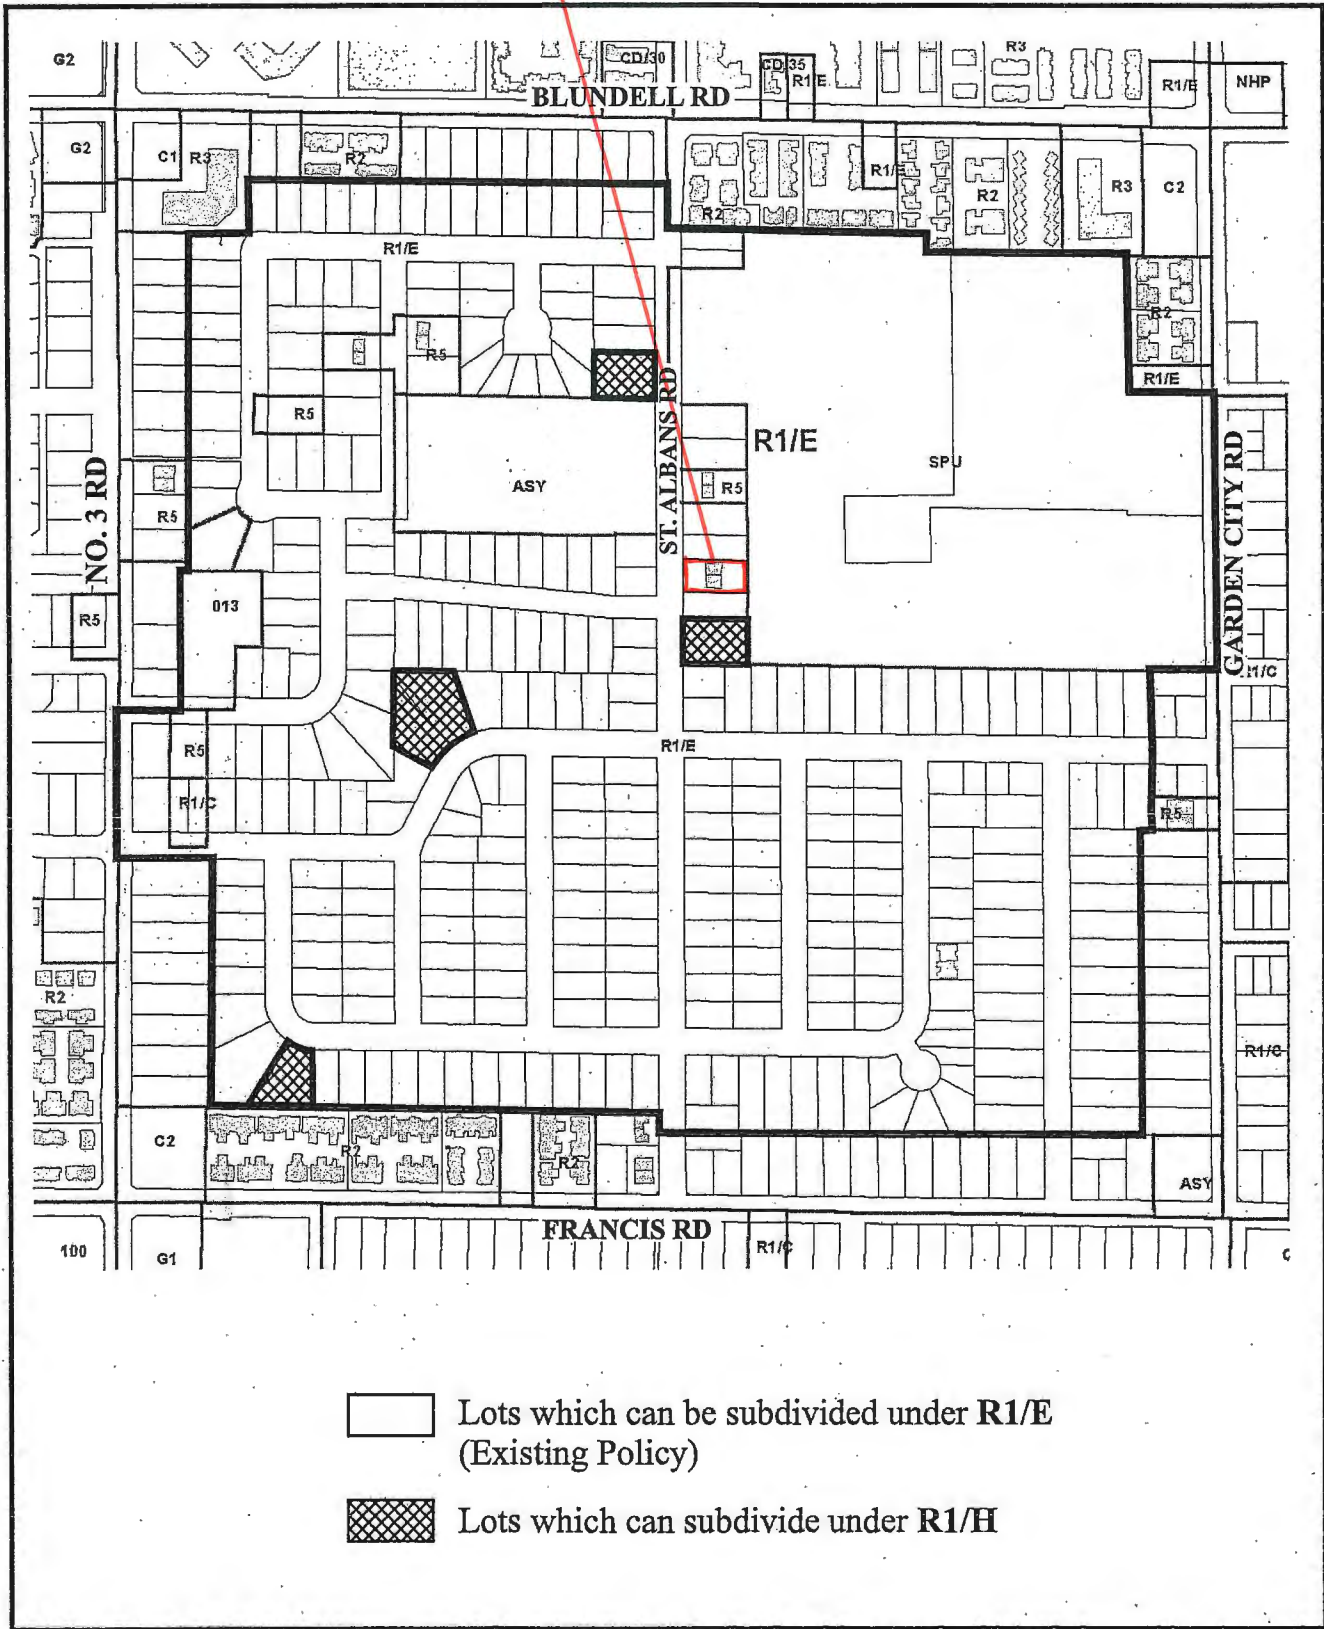 G2
CD/30
CD/35
R1/E
R3
R1/E
NHP
BLUNDELL RD
G2
C1
R3
R2
R1/E
R2
R2
R3
C2
R1/E
R2
R5
R1/E
R5
ST. ALBANS RD
R1/E
NO. 3 RD
ASY
SPU
R5
R5
GARDEN CITY RD
013
R5
R1/C
R1/E
R5
R1/C
R5
R2
R1/C
C2
R2
R2
ASY
FRANCIS RD
100
G1
R1/C
Lots which can be subdivided under R1/E
(Existing Policy)
Lots which can subdivide under R1/H